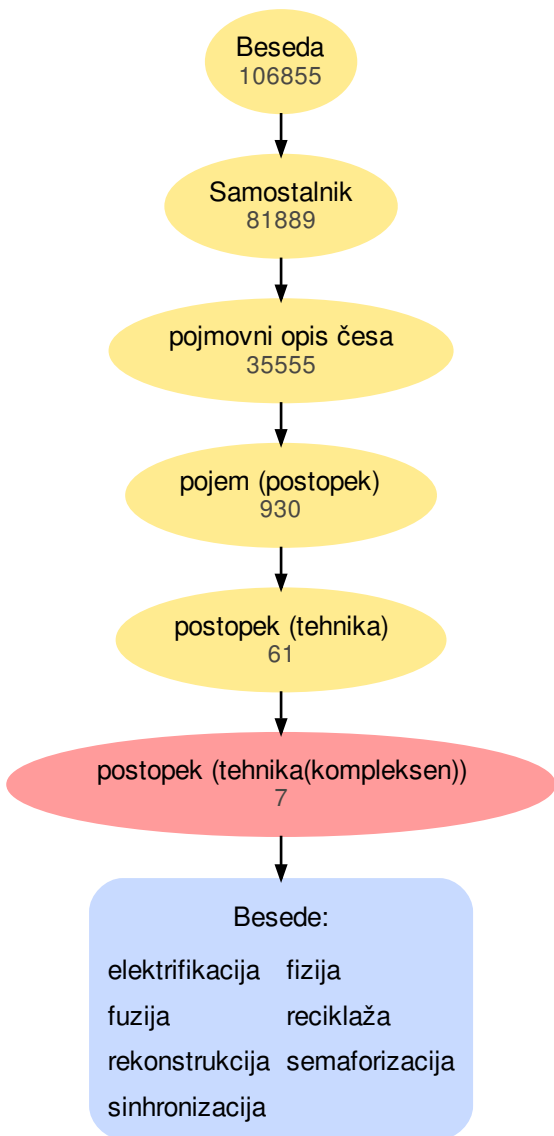 Beseda
106855
Samostalnik
81889
pojmovni opis česa
35555
pojem (postopek)
930
postopek (tehnika)
61
postopek (tehnika(kompleksen))
7
Besede:
elektrifikacija fizija
fuzija reciklaža
rekonstrukcija semaforizacija
sinhronizacija